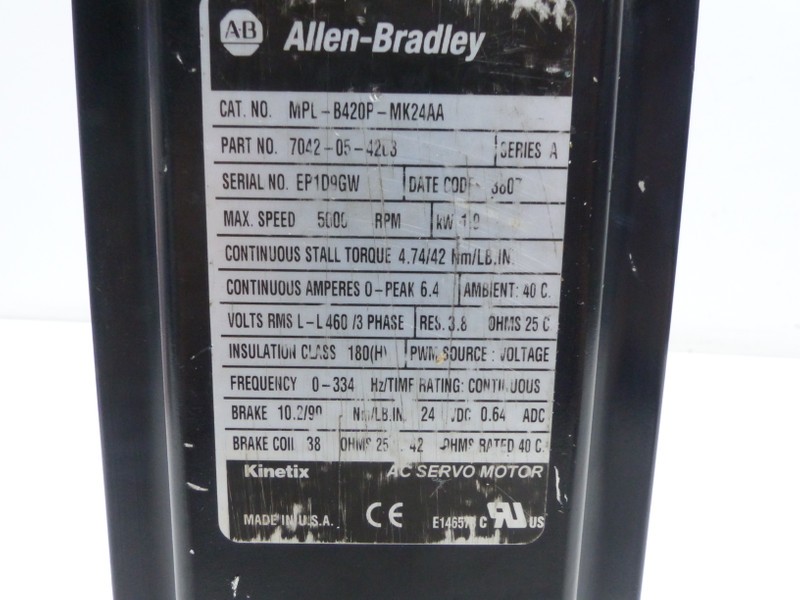 A-B Allen-Bradley
CAT. NO. MPL-B420P-MK24AA
PART NO. 7042-05-4203 SERIES A
SERIAL NO. EP1D9GW DATE CODE
MAX. SPEED 5000 RPM kW 1.9
CONTINUOUS STALL TORQUE 4.74/42 Nm/LB.IN.
CONTINUOUS AMPERES 0-PEAK 6.4 AMBIENT: 40 C.
VOLTS RMS L-L 460 /3 PHASE RES. 3.8 OHMS 25 C
INSULATION CLASS 180(H) PWM SOURCE : VOLTAGE
FREQUENCY 0-334 Hz/TIME RATING: CONTINUOUS
BRAKE 10.2/90 Nm/LB.IN. 24 VDC 0.64 ADC
BRAKE COIL 38 OHMS 25 42 OHMS RATED 40 C.
Kinetix AC SERVO MOTOR
MADE IN U.S.A. CE C US